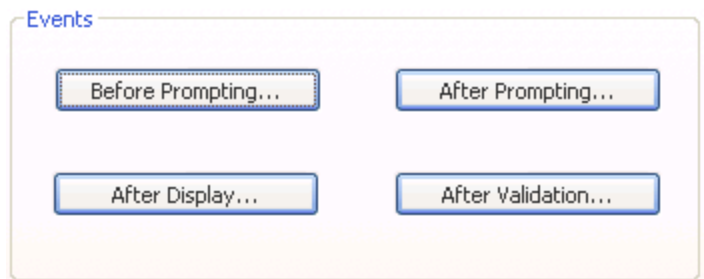 Events
Before Prompting...
After Prompting...
After Display...
After Validation...